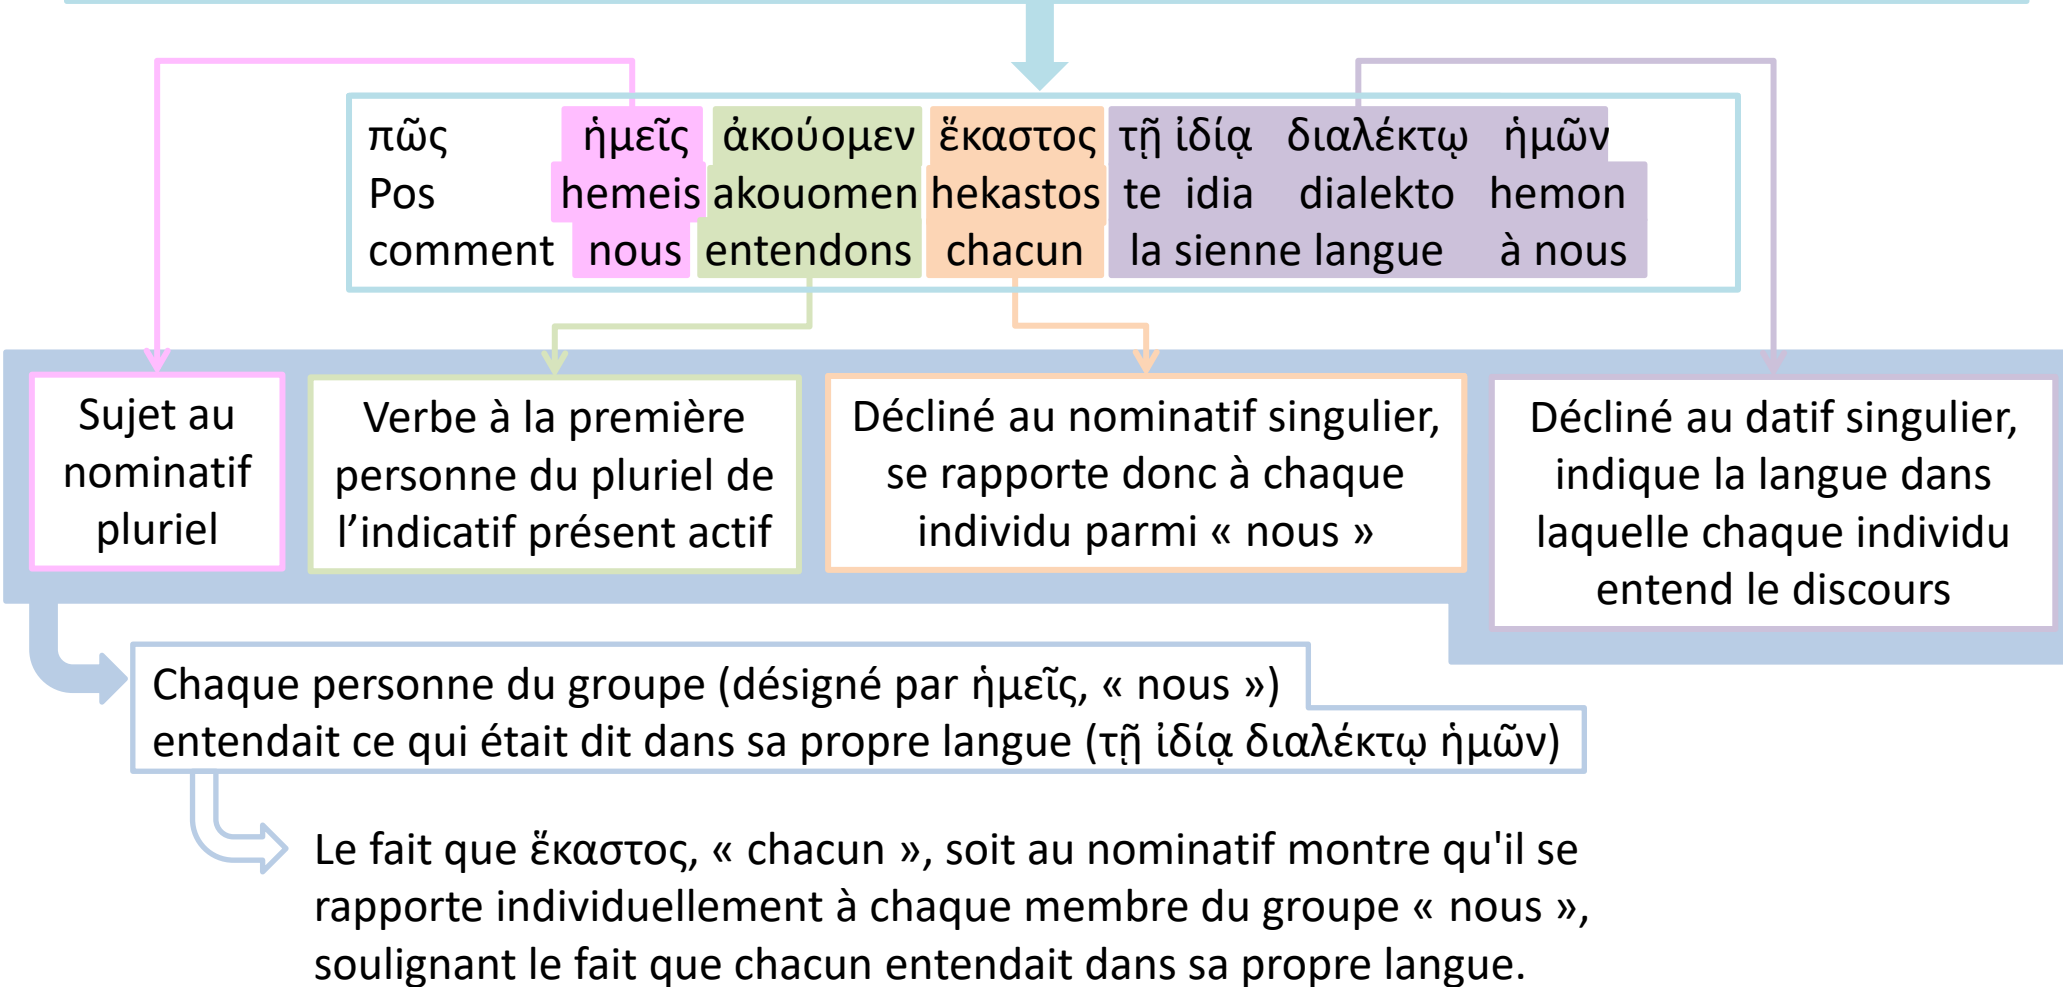 πῶς ἡμεῖς ἀκούομεν ἕκαστος τῇ ἰδίᾳ διαλέκτῳ ἡμῶν
Pos hemeis akouomen hekastos te idia dialekto hemon
comment nous entendons chacun la sienne langue à nous
Sujet au
nominatif
pluriel
Verbe à la première
personne du pluriel de
l’indicatif présent actif
Décliné au nominatif singulier,
se rapporte donc à chaque
individu parmi « nous »
Décliné au datif singulier,
indique la langue dans
laquelle chaque individu
entend le discours
Chaque personne du groupe (désigné par ἡμεῖς, « nous »)
entendait ce qui était dit dans sa propre langue (τῇ ἰδίᾳ διαλέκτῳ ἡμῶν)
Le fait que ἕκαστος, « chacun », soit au nominatif montre qu'il se
rapporte individuellement à chaque membre du groupe « nous »,
soulignant le fait que chacun entendait dans sa propre langue.